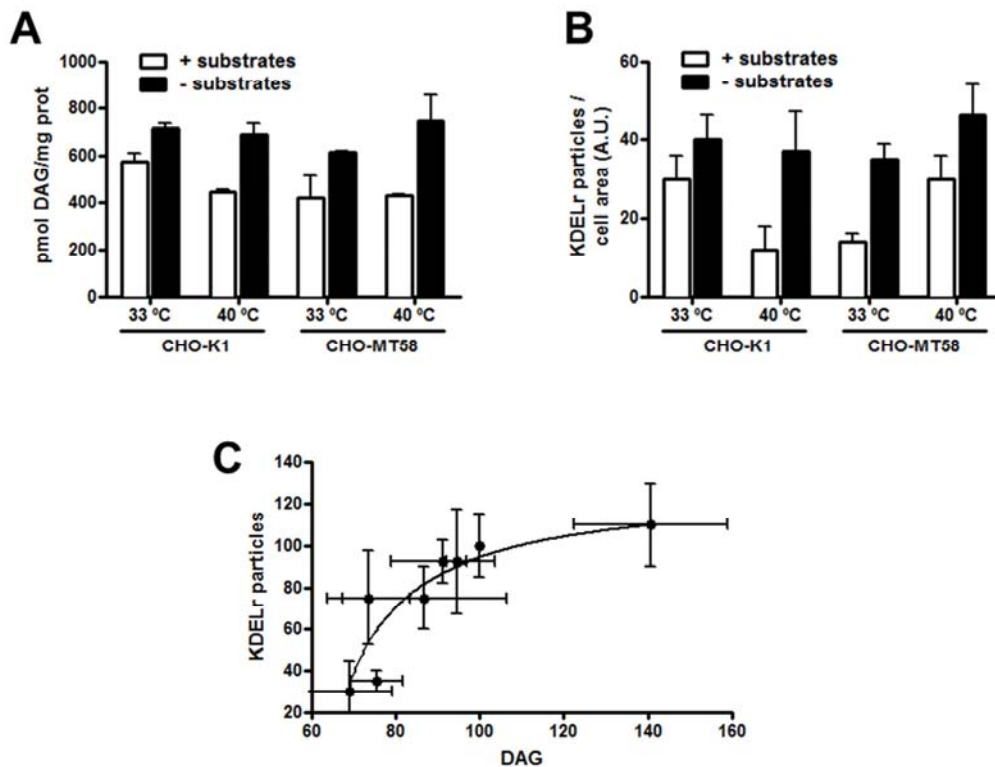 A
+ substrates
- substrates
pmol DAG/mg prot
1000
800
600
400
200
0
33 ºC
40 ºC
33 ºC
40 ºC
CHO-K1
CHO-MT58
B
+ substrates
- substrates
KDELr particles /
cell area (A.U.)
60
40
20
0
33 ºC
40 ºC
33 ºC
40 ºC
CHO-K1
CHO-MT58
C
KDELr particles
140
120
100
80
60
40
20
60
80
100
120
140
160
DAG